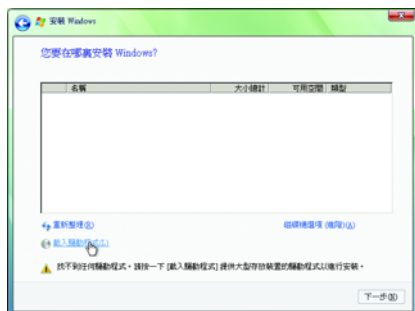 安裝 Windows
您要在哪裏安裝 Windows?
名稱 大小總計 可用空間 類型
重新整理(R) 磁碟機選項 (進階)(A)
載入驅動程式(L)
找不到任何驅動程式。請按一下 [載入驅動程式] 提供大型存放裝置的驅動程式以進行安裝。
下一步(N)